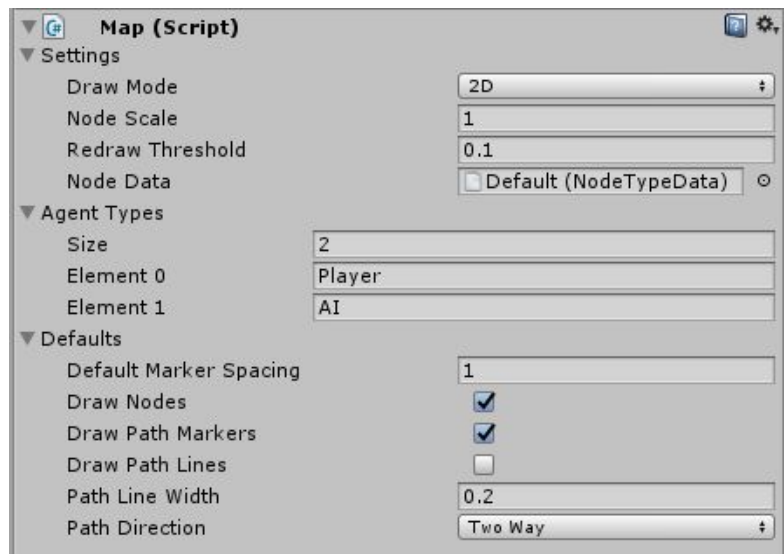 Map (Script)
Settings
Draw Mode 2D
Node Scale 1
Redraw Threshold 0.1
Node Data Default (NodeTypeData)
Agent Types
Size 2
Element 0 Player
Element 1 AI
Defaults
Default Marker Spacing 1
Draw Nodes
Draw Path Markers
Draw Path Lines
Path Line Width 0.2
Path Direction Two Way